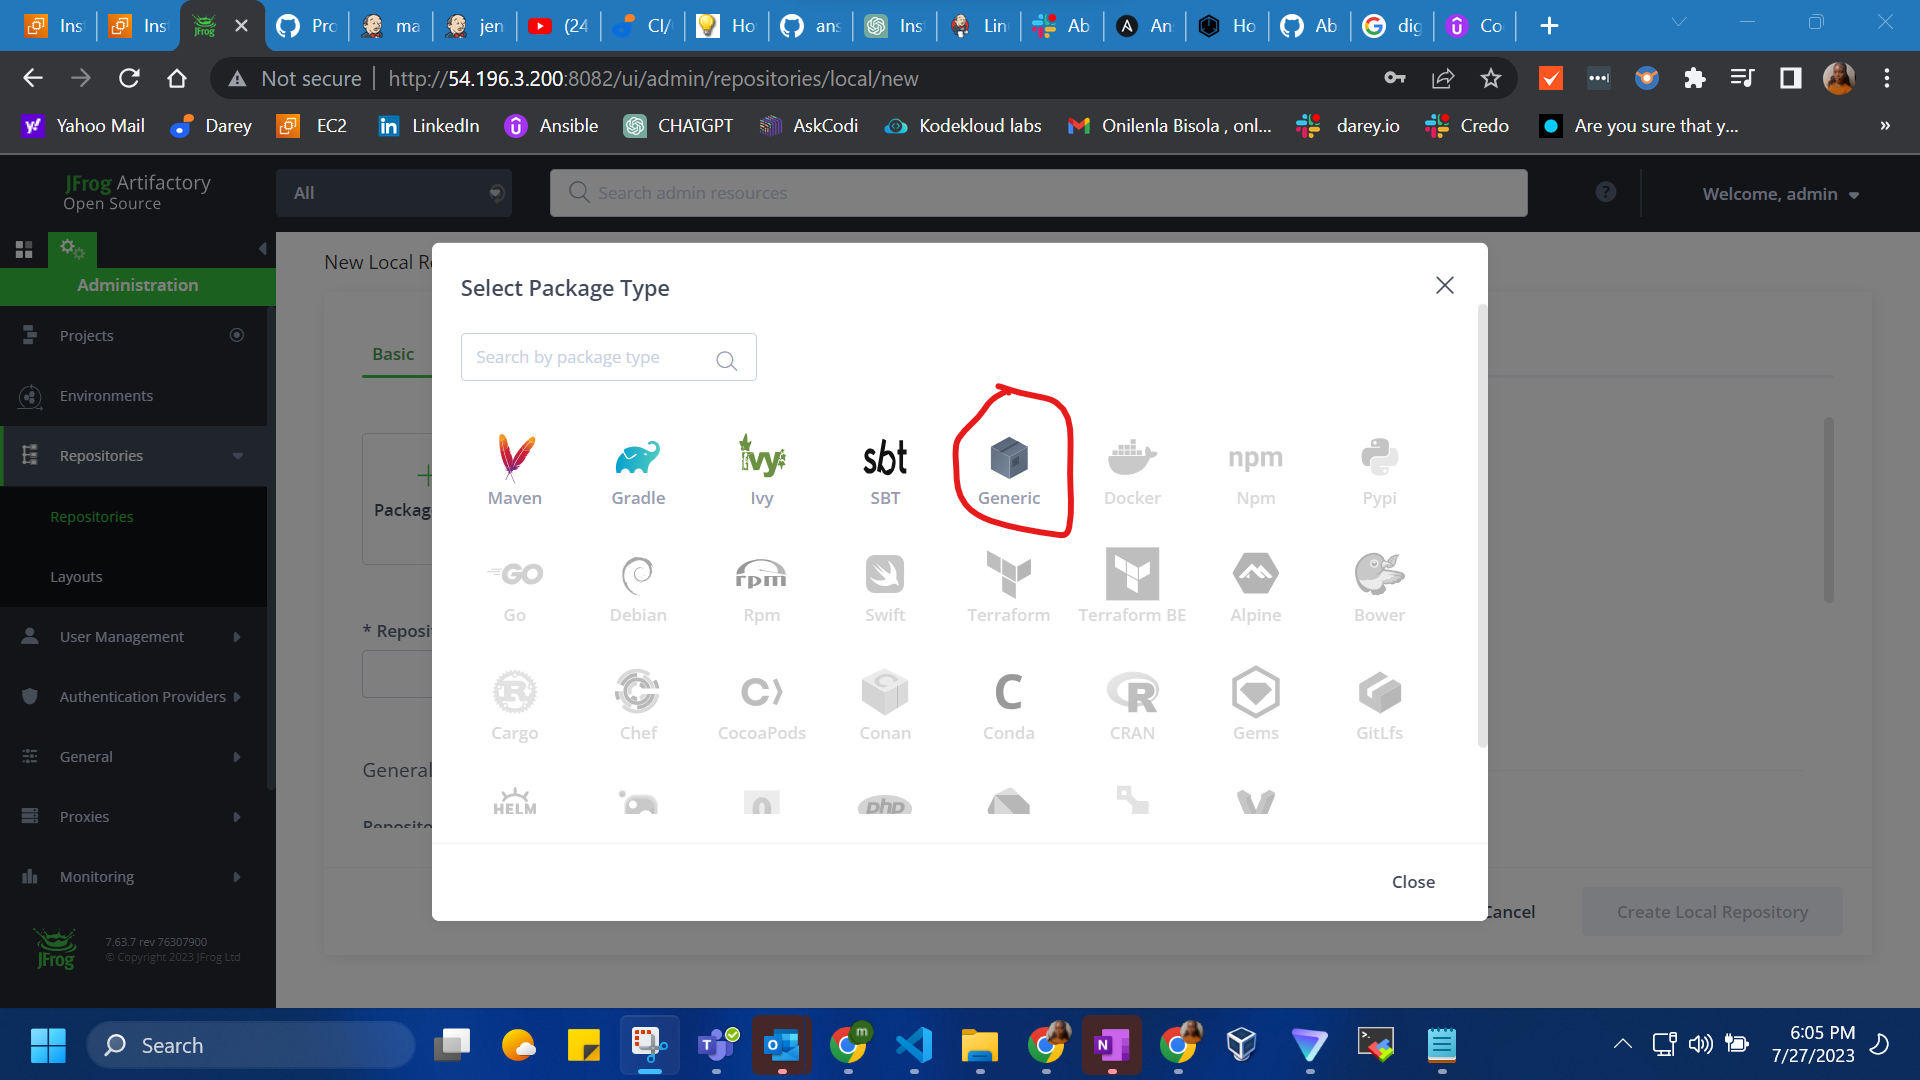 Ins
Ins
Pro
ma
jen
(24
CI/
Ho
ans
Ins
Lin
Ab
An
Ho
Ab
dig
Co
Not secure
http://54.196.3.200:8082/ui/admin/repositories/local/new
Yahoo Mail
Darey
EC2
LinkedIn
Ansible
CHATGPT
AskCodi
Kodekloud labs
Onilenla Bisola , onl...
darey.io
Credo
Are you sure that y...
»
JFrog Artifactory
Open Source
All
Search admin resources
Welcome, admin
Administration
Projects
Environments
Repositories
Repositories
Layouts
User Management
Authentication Providers
General
Proxies
Monitoring
JFrog
7.63.7 rev 76307900
© Copyright 2023 JFrog Ltd
New Local R
Basic
Packag
* Reposit
General
Reposito
Select Package Type
Search by package type
Maven
Gradle
Ivy
SBT
Generic
Docker
Npm
Pypi
Go
Debian
Rpm
Swift
Terraform
Terraform BE
Alpine
Bower
Cargo
Chef
CocoaPods
Conan
Conda
CRAN
Gems
GitLfs
HELM
php
Close
Cancel
Create Local Repository
Search
6:05 PM
7/27/2023